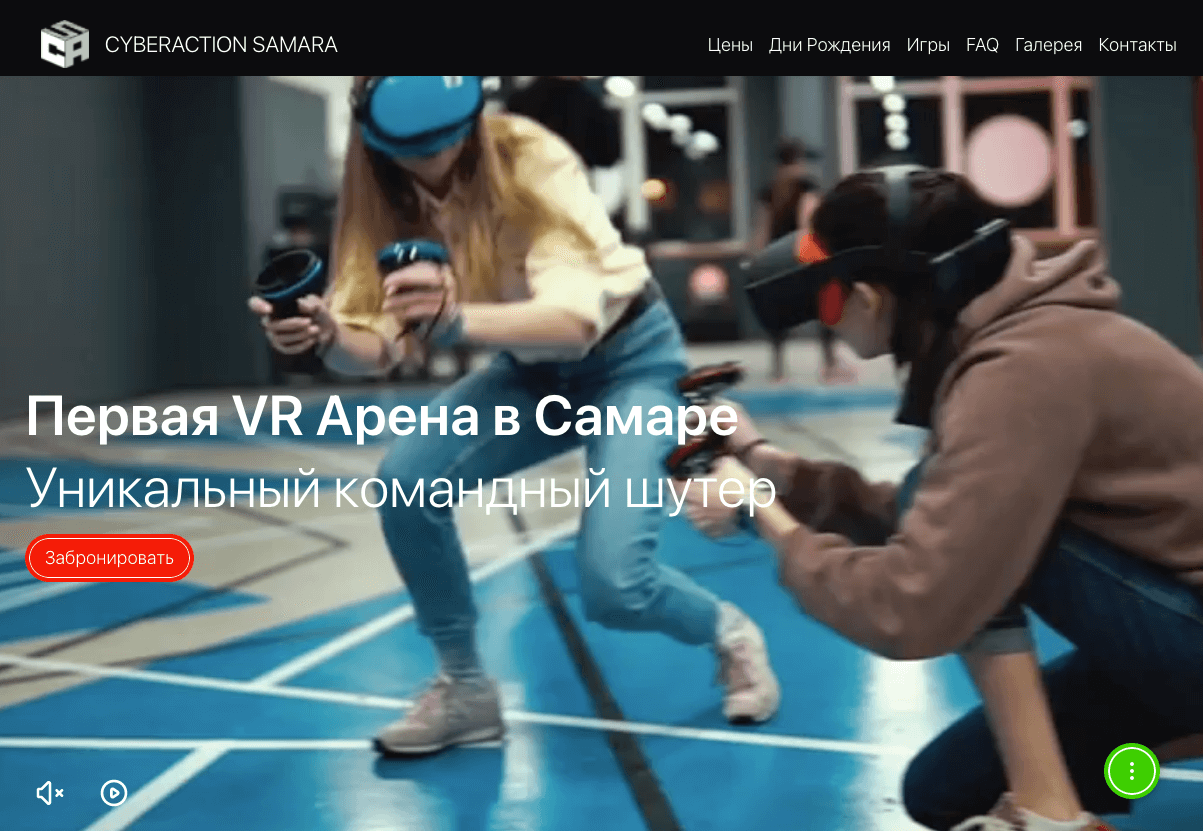 CYBERACTION SAMARA
Цены Дни Рождения Игры FAQ Галерея Контакты
Первая VR Арена в Самаре
Уникальный командный шутер
Забронировать